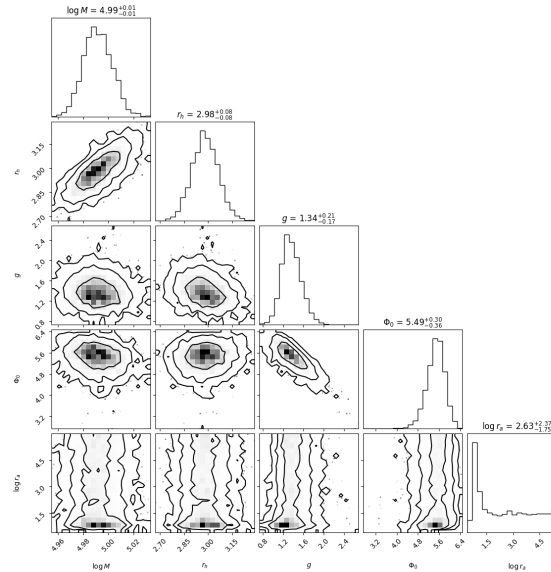 log M = 4.99 +0.01 −0.01
r_h = 2.98 +0.08 −0.08
r_h
3.15
3.00
2.85
2.70
g = 1.34 +0.21 −0.17
g
2.4
2.0
1.6
1.2
0.8
Φ_0 = 5.49 +0.30 −0.36
Φ_0
6.4
5.6
4.8
4.0
3.2
log r_a = 2.63 +2.37 −1.75
log r_a
4.5
3.0
1.5
4.96 4.98 5.00 5.02
2.70 2.85 3.00 3.15
0.8 1.2 1.6 2.0 2.4
3.2 4.0 4.8 5.6 6.4
1.5 3.0 4.5
log M r_h g Φ_0 log r_a